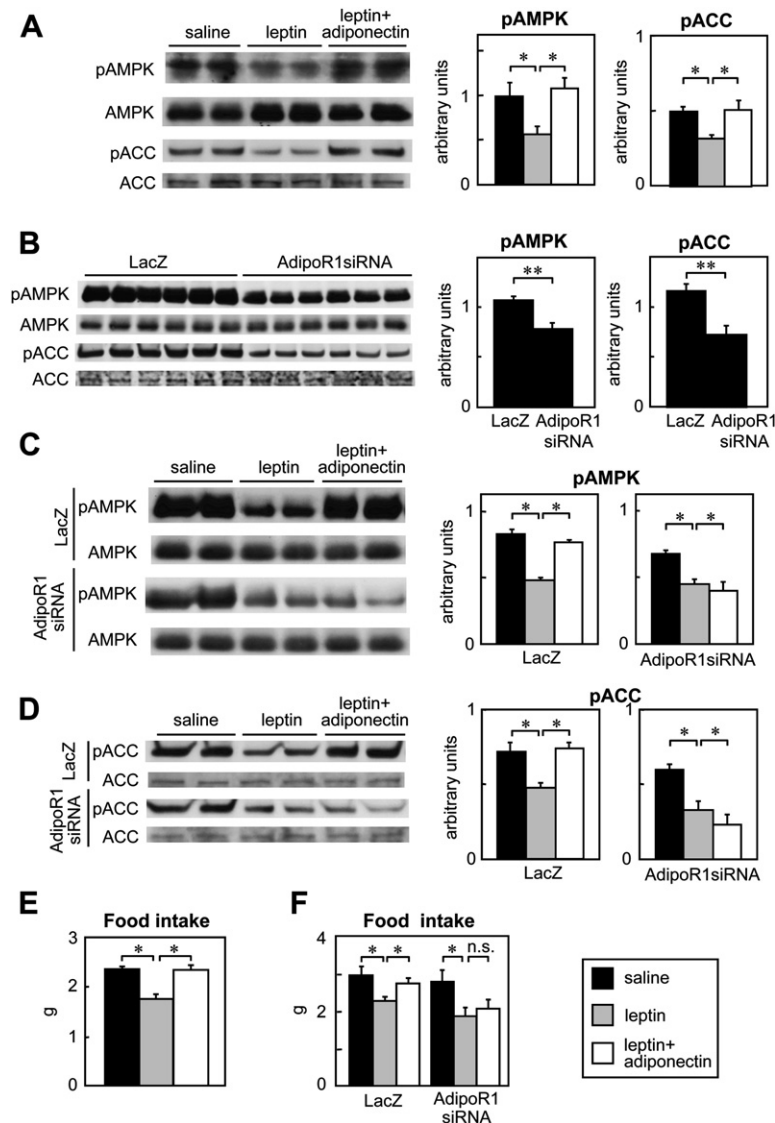 A
saline leptin leptin+
adiponectin
pAMPK
AMPK
pACC
ACC
pAMPK
arbitrary units
1
0
* *
pACC
arbitrary units
1
0
* *
B
LacZ AdipoR1siRNA
pAMPK
AMPK
pACC
ACC
pAMPK
arbitrary units
1
0
**
LacZ AdipoR1
siRNA
pACC
arbitrary units
1
0
**
LacZ AdipoR1
siRNA
C
saline leptin leptin+
adiponectin
LacZ
pAMPK
AMPK
AdipoR1
siRNA
pAMPK
AMPK
pAMPK
arbitrary units
1
0
* *
LacZ
1
0
* *
AdipoR1siRNA
D
saline leptin leptin+
adiponectin
LacZ
pACC
ACC
AdipoR1
siRNA
pACC
ACC
pACC
arbitrary units
1
0
* *
LacZ
1
0
* *
AdipoR1siRNA
E
Food intake
g
3
2
1
0
* *
F
Food intake
g
4
2
0
* * * n.s.
LacZ AdipoR1
siRNA
saline
leptin
leptin+
adiponectin